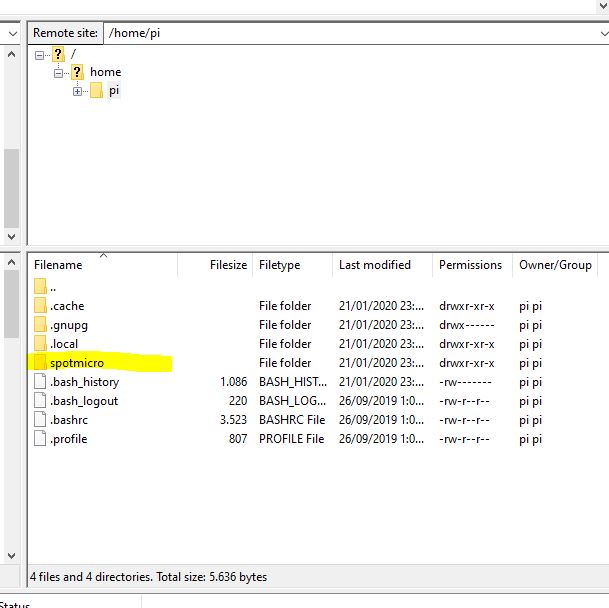 Remote site: /home/pi
? /
? home
pi
Filename Filesize Filetype Last modified Permissions Owner/Group
..
.cache File folder 21/01/2020 23:... drwxr-xr-x pi pi
.gnupg File folder 21/01/2020 23:... drwx------ pi pi
.local File folder 21/01/2020 23:... drwxr-xr-x pi pi
spotmicro File folder 21/01/2020 23:... drwxr-xr-x pi pi
.bash_history 1.086 BASH_HIST... 21/01/2020 23:... -rw------- pi pi
.bash_logout 220 BASH_LOG... 26/09/2019 1:0... -rw-r--r-- pi pi
.bashrc 3.523 BASHRC File 26/09/2019 1:0... -rw-r--r-- pi pi
.profile 807 PROFILE File 26/09/2019 1:0... -rw-r--r-- pi pi
4 files and 4 directories. Total size: 5.636 bytes
Status